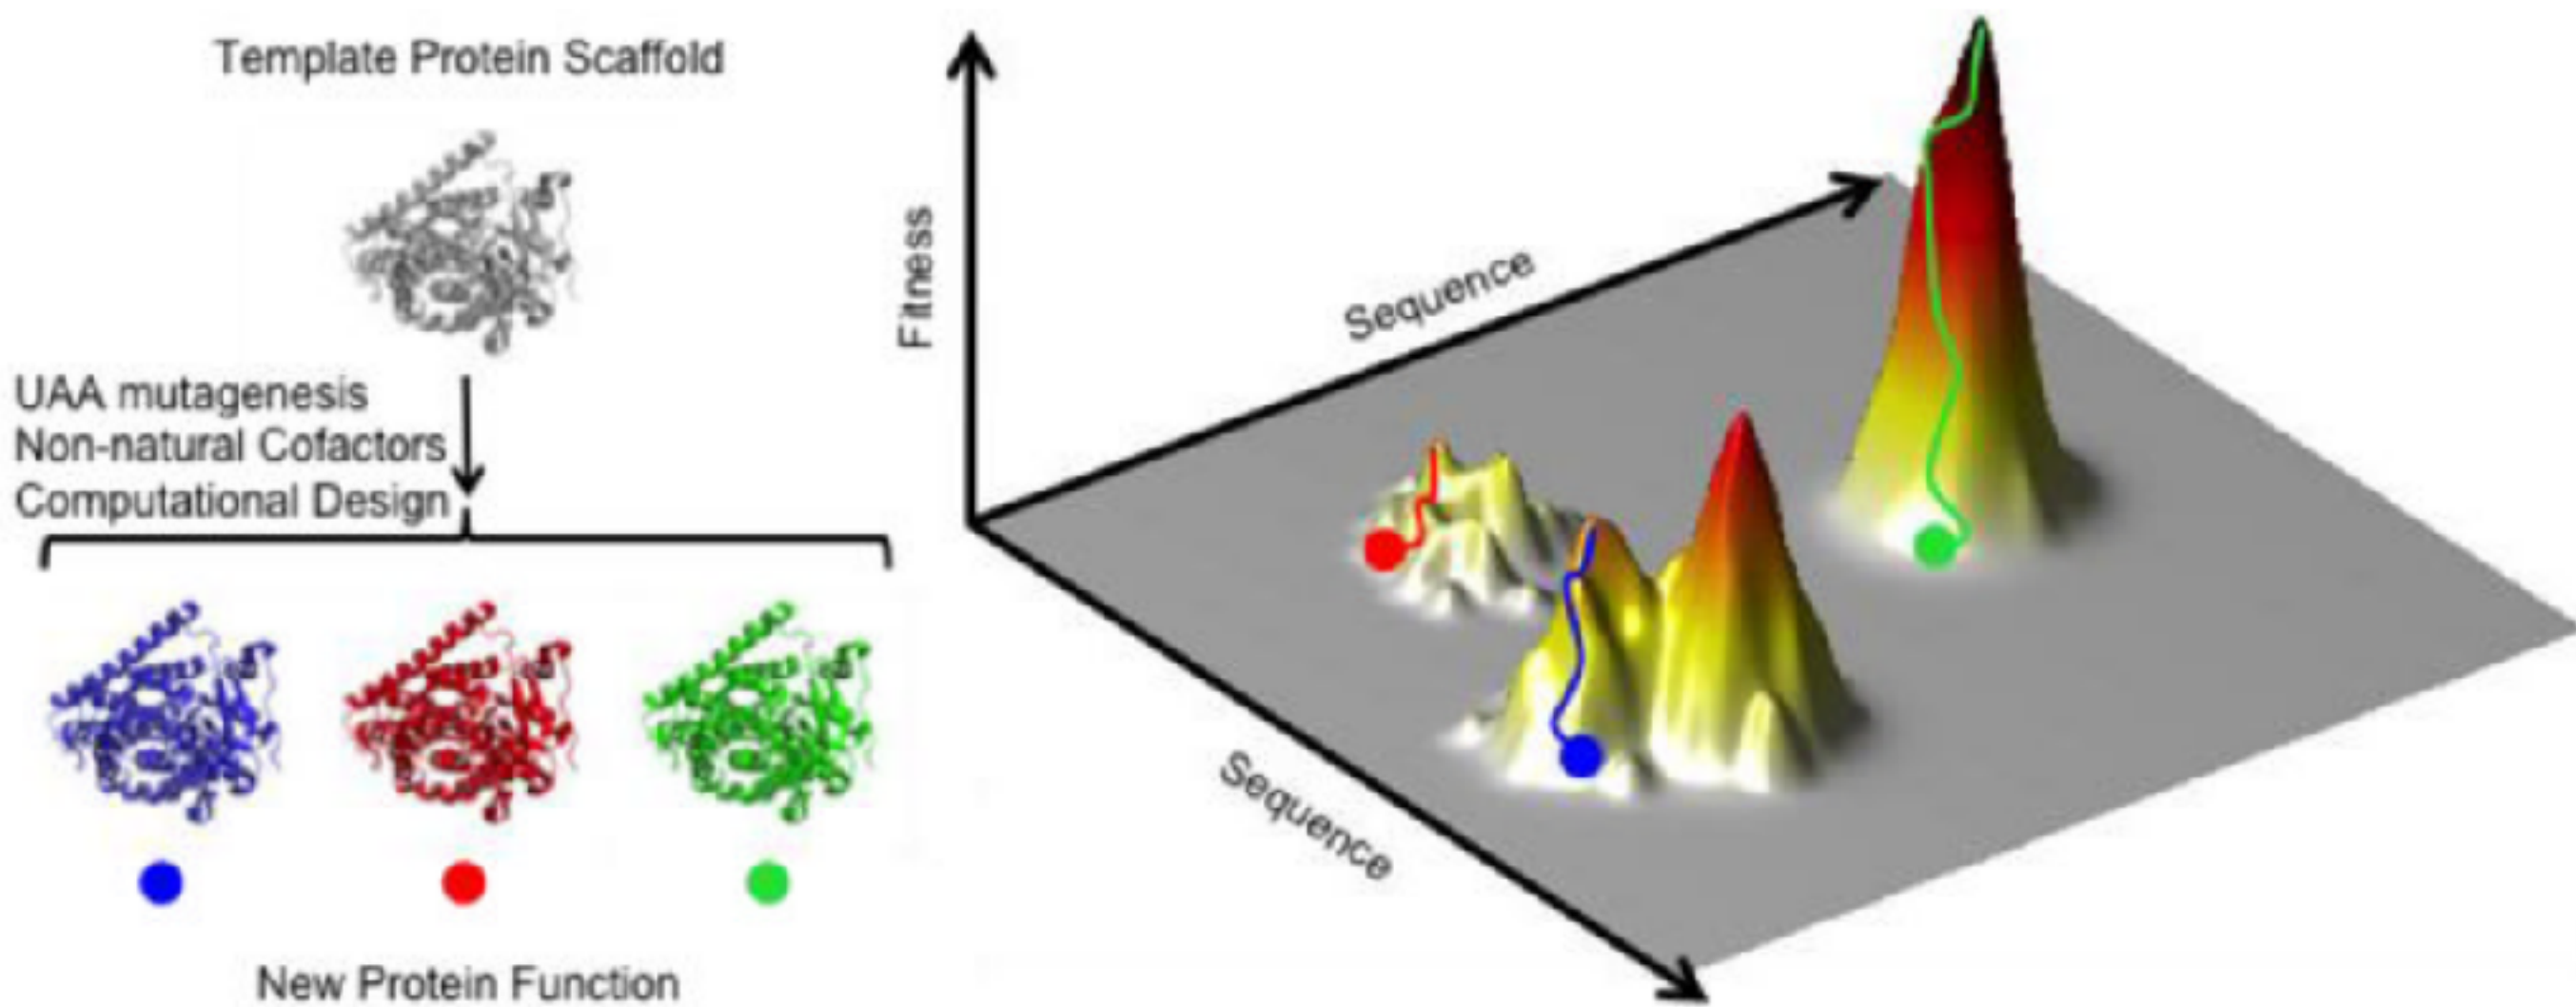 Template Protein Scaffold
UAA mutagenesis
Non-natural Cofactors
Computational Design
New Protein Function
Fitness
Sequence
Sequence